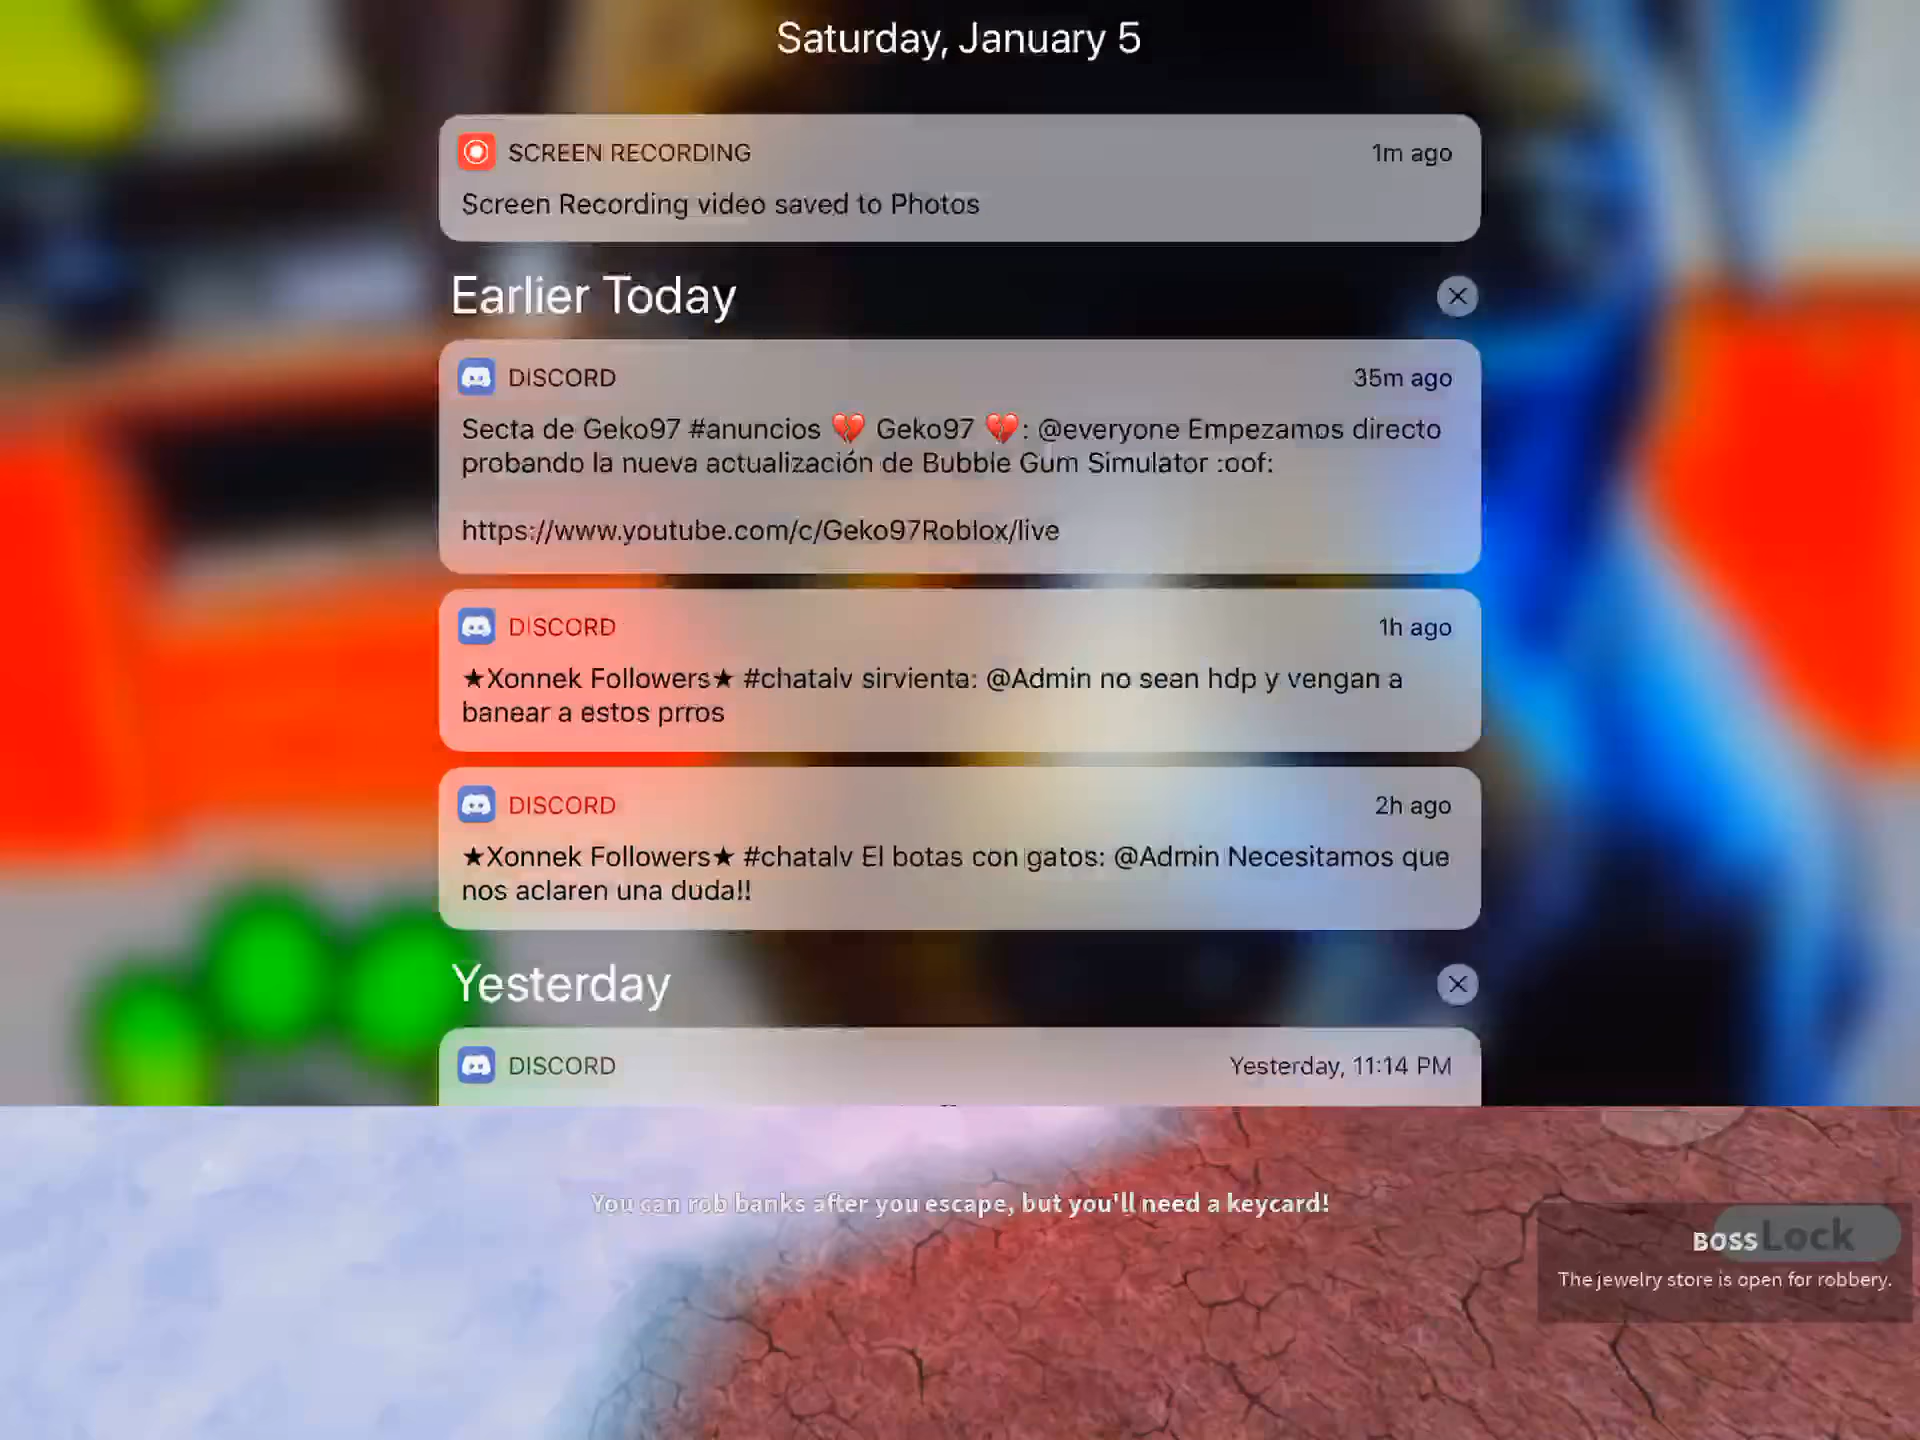 Saturday, January 5
SCREEN RECORDING
1m ago
Screen Recording video saved to Photos
Earlier Today
DISCORD
35m ago
Secta de Geko97 #anuncios 💔 Geko97 💔: @everyone Empezamos directo
probando la nueva actualización de Bubble Gum Simulator :oof:
https://www.youtube.com/c/Geko97Roblox/live
DISCORD
1h ago
★Xonnek Followers★ #chatalv sirvienta: @Admin no sean hdp y vengan a
banear a estos prros
DISCORD
2h ago
★Xonnek Followers★ #chatalv El botas con gatos: @Admin Necesitamos que
nos aclaren una duda!!
Yesterday
DISCORD
Yesterday, 11:14 PM
You can rob banks after you escape, but you'll need a keycard!
BOSS
Lock
The jewelry store is open for robbery.